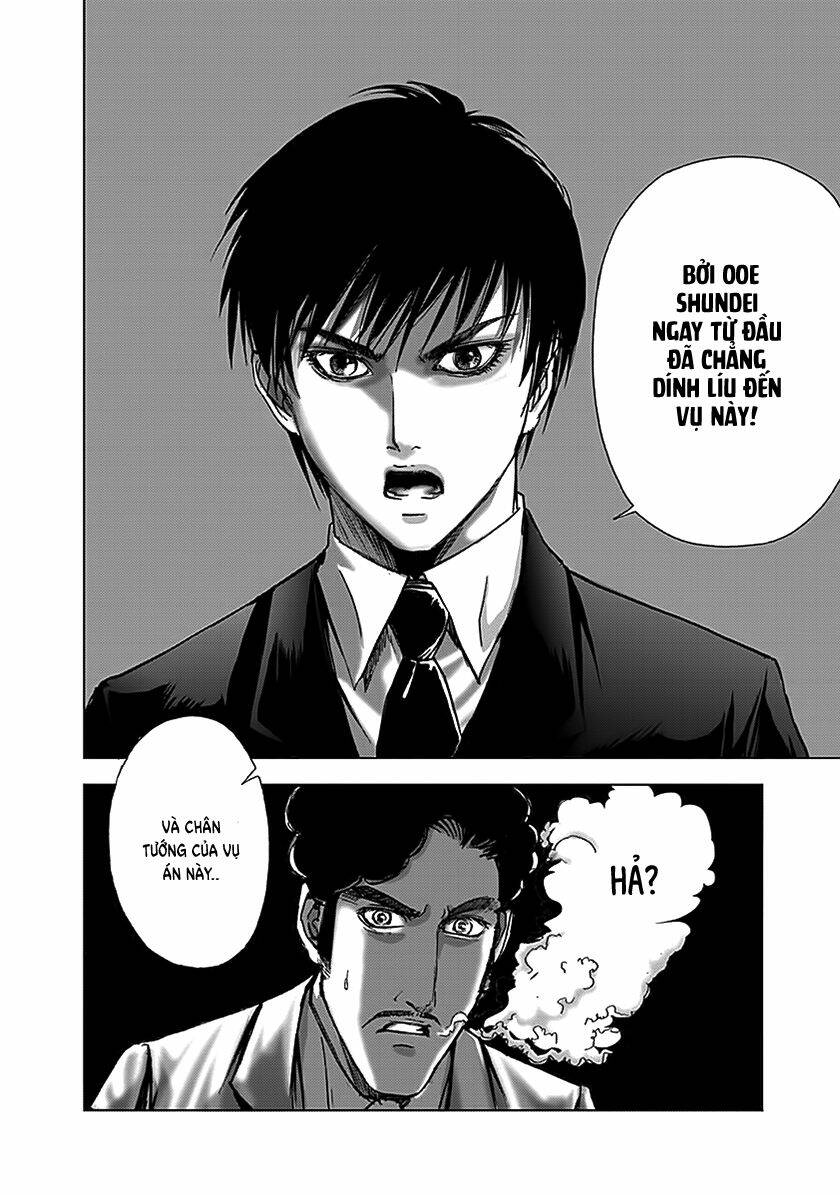 BỞI OOE
SHUNDEI
NGAY TỪ ĐẦU
ĐÃ CHẲNG
DÍNH LÍU ĐẾN
VỤ NÀY!
HẢ?
VÀ CHÂN
TƯỚNG CỦA VỤ
ÁN NÀY..